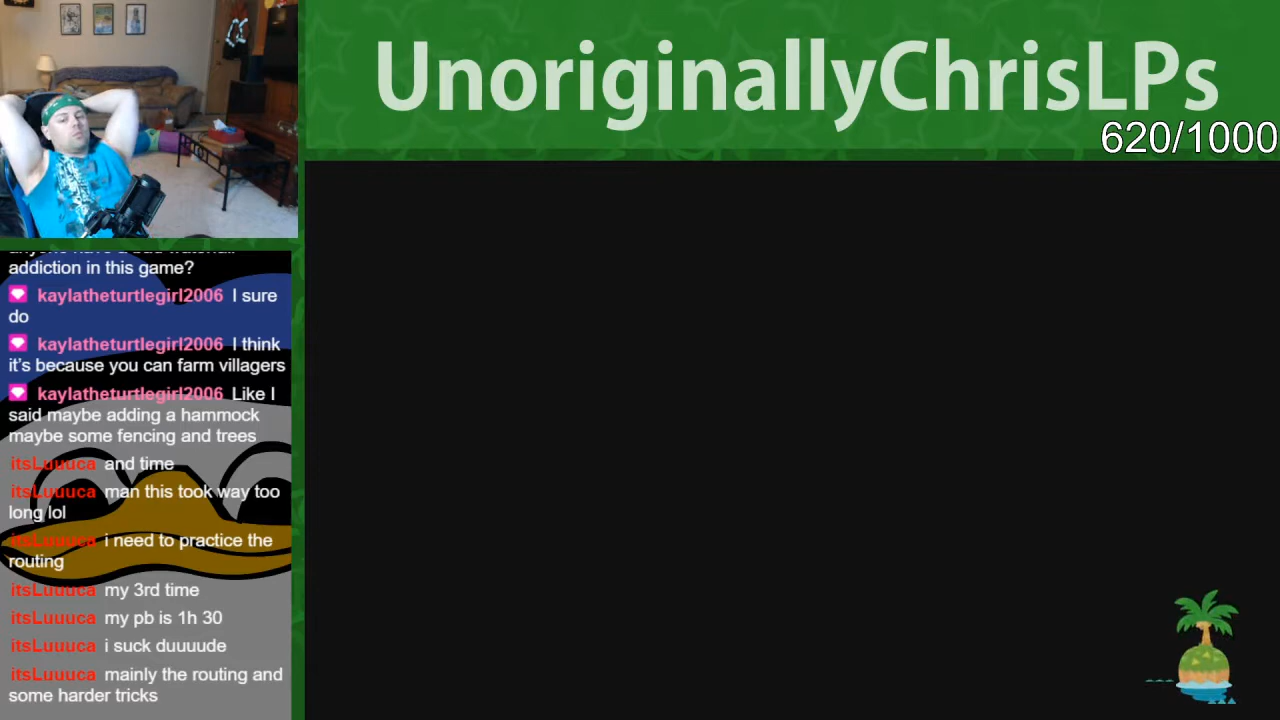 UnoriginallyChrisLPs
620/1000
addiction in this game?
kaylatheturtlegirl2006 I sure
do
kaylatheturtlegirl2006 I think
it's because you can farm villagers
kaylatheturtlegirl2006 Like I
said maybe adding a hammock
maybe some fencing and trees
itsLuuuca and time
itsLuuuca man this took way too
long lol
itsLuuuca i need to practice the
routing
itsLuuuca my 3rd time
itsLuuuca my pb is 1h 30
itsLuuuca i suck duuuude
itsLuuuca mainly the routing and
some harder tricks